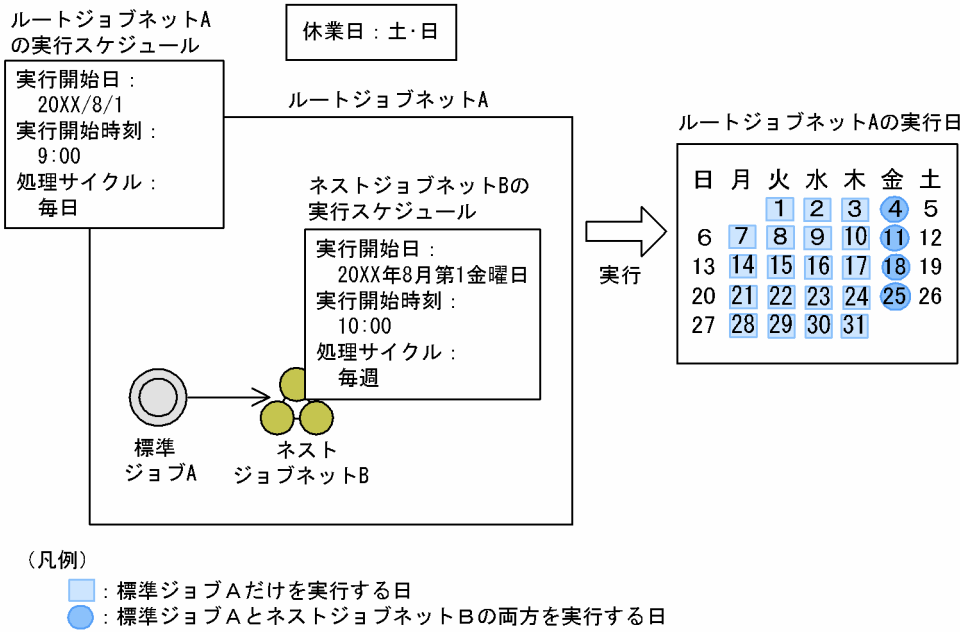 ルートジョブネットA
の実行スケジュール
休業日：土・日
実行開始日：
20XX/8/1
実行開始時刻：
9:00
処理サイクル：
毎日
ルートジョブネットA
ネストジョブネットBの
実行スケジュール
実行開始日：
20XX年8月第1金曜日
実行開始時刻：
10:00
処理サイクル：
毎週
標準
ジョブA
ネスト
ジョブネットB
実行
ルートジョブネットAの実行日
日 月 火 水 木 金 土
1 2 3 4 5
6 7 8 9 10 11 12
13 14 15 16 17 18 19
20 21 22 23 24 25 26
27 28 29 30 31
（凡例）
：標準ジョブＡだけを実行する日
：標準ジョブＡとネストジョブネットＢの両方を実行する日